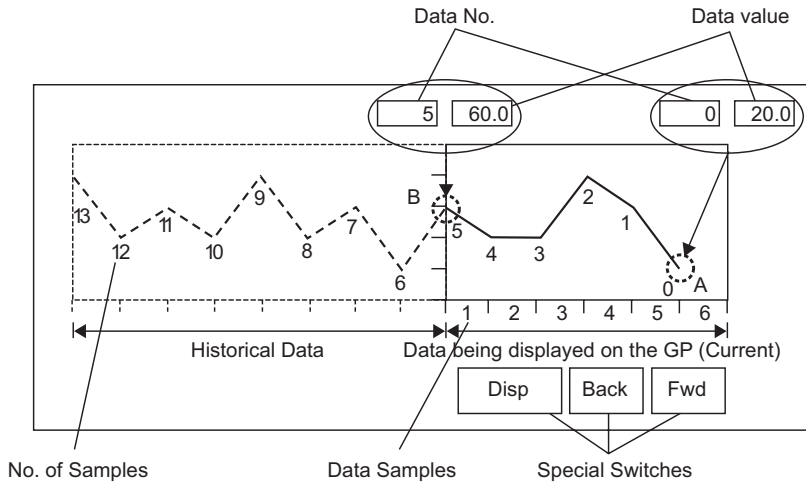 Data No.
Data value
5 60.0
0 20.0
13
12
11
10
9
8
7
6
B
5
4
3
2
1
0 A
1 2 3 4 5 6
Historical Data
Data being displayed on the GP (Current)
Disp Back Fwd
No. of Samples
Data Samples
Special Switches